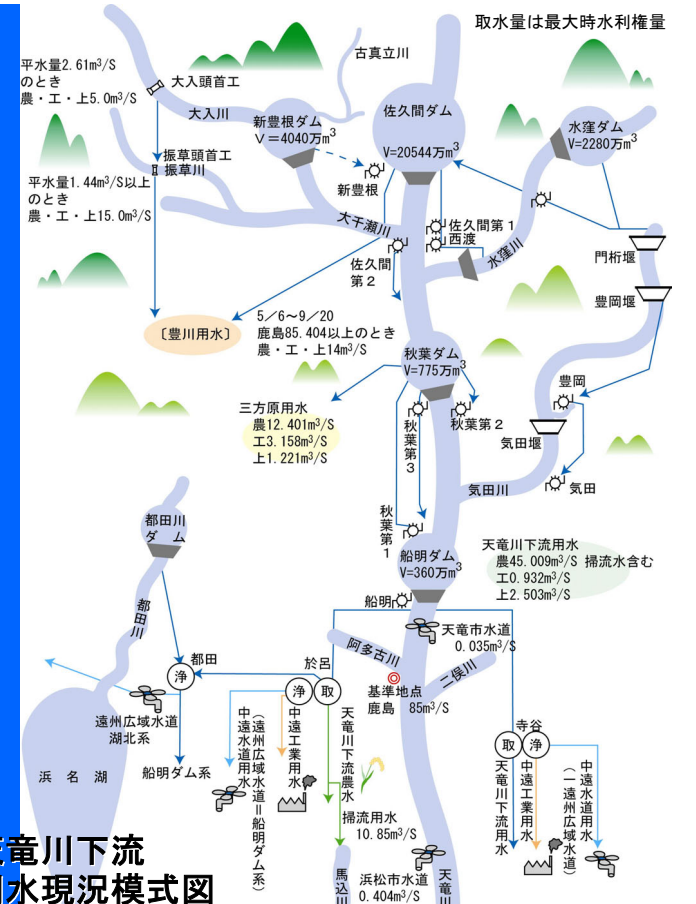 取水量は最大時水利権量
平水量2.61m³/S
のとき
農・工・上5.0m³/S
大入頭首工
大入川
古真立川
新豊根ダム
V＝4040万m³
佐久間ダム
V=20544万m³
水窪ダム
V=2280万m³
振草頭首工
振草川
平水量1.44m³/S以上
のとき
農・工・上15.0m³/S
新豊根
大千瀬川
佐久間第1
西渡
水窪川
佐久間
第2
門桁堰
豊岡堰
〔豊川用水〕
5／6～9／20
鹿島85.404以上のとき
農・工・上14m³/S
秋葉ダム
V=775万m³
豊岡
三方原用水
農12.401m³/S
工3.158m³/S
上1.221m³/S
秋葉第3
秋葉第2
気田堰
気田川
気田
秋葉第1
都田川
ダム
船明ダム
V=360万m³
天竜川下流用水
農45.009m³/S 掃流水含む
工0.932m³/S
上2.503m³/S
都田川
船明
天竜市水道
0.035m³/S
阿多古川
二俣川
都田
浄
於呂
浄
取
基準地点
鹿島 85m³/S
寺谷
取
浄
遠州広域水道
湖北系
船明ダム系
浜名湖
中遠水道用水
（遠州広域水道＝船明ダム系）
中遠工業用水
天竜川下流農水
掃流用水
10.85m³/S
馬込川
浜松市水道
0.404m³/S
天竜川
天竜川下流用水
中遠工業用水
中遠水道用水
（一遠州広域水道）
竜川下流
水現況模式図